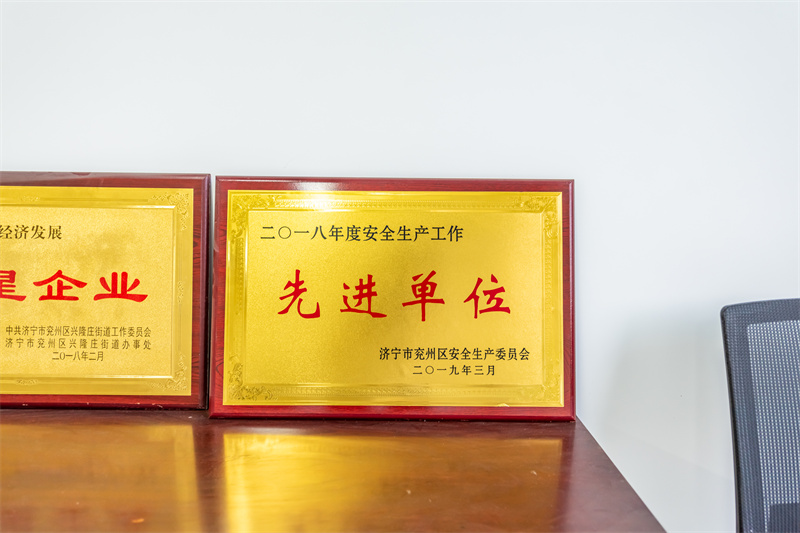 经济发展
星企业
中共济宁市兖州区兴隆庄街道工作委员会
济宁市兖州区兴隆庄街道办事处
二〇一八年二月
二〇一八年度安全生产工作
先进单位
济宁市兖州区安全生产委员会
二〇一九年三月